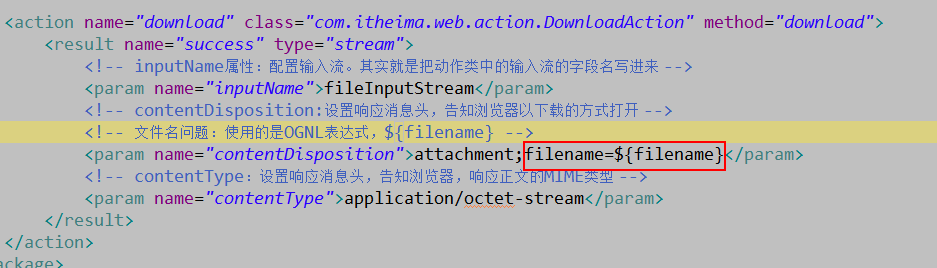 <action name="download" class="com.itheima.web.action.DownloadAction" method="download">
<result name="success" type="stream">
<!-- inputName属性：配置输入流。其实就是把动作类中的输入流的字段名写进来 -->
<param name="inputName">fileInputStream</param>
<!-- contentDisposition:设置响应消息头，告知浏览器以下载的方式打开 -->
<!-- 文件名问题：使用的是OGNL表达式，${filename} -->
<param name="contentDisposition">attachment;filename=${filename}</param>
<!-- contentType：设置响应消息头，告知浏览器，响应正文的MIME类型 -->
<param name="contentType">application/octet-stream</param>
</result>
</action>
ackage>